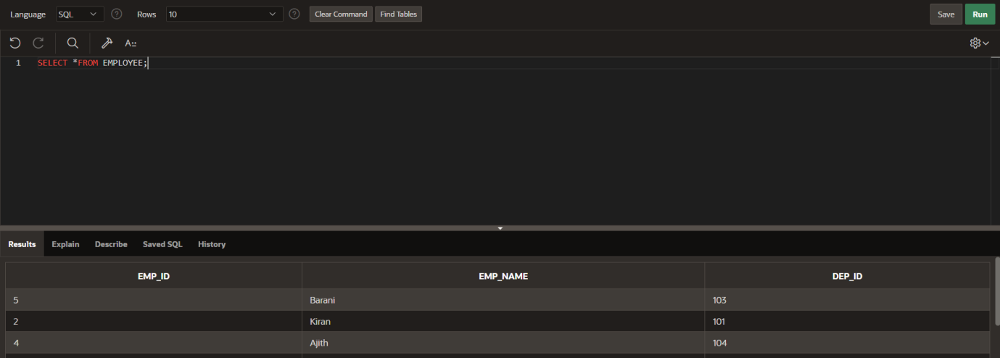 Language SQL Rows 10 Clear Command Find Tables Save Run
A
1 SELECT *FROM EMPLOYEE;
Results Explain Describe Saved SQL History
EMP_ID EMP_NAME DEP_ID
5 Barani 103
2 Kiran 101
4 Ajith 104